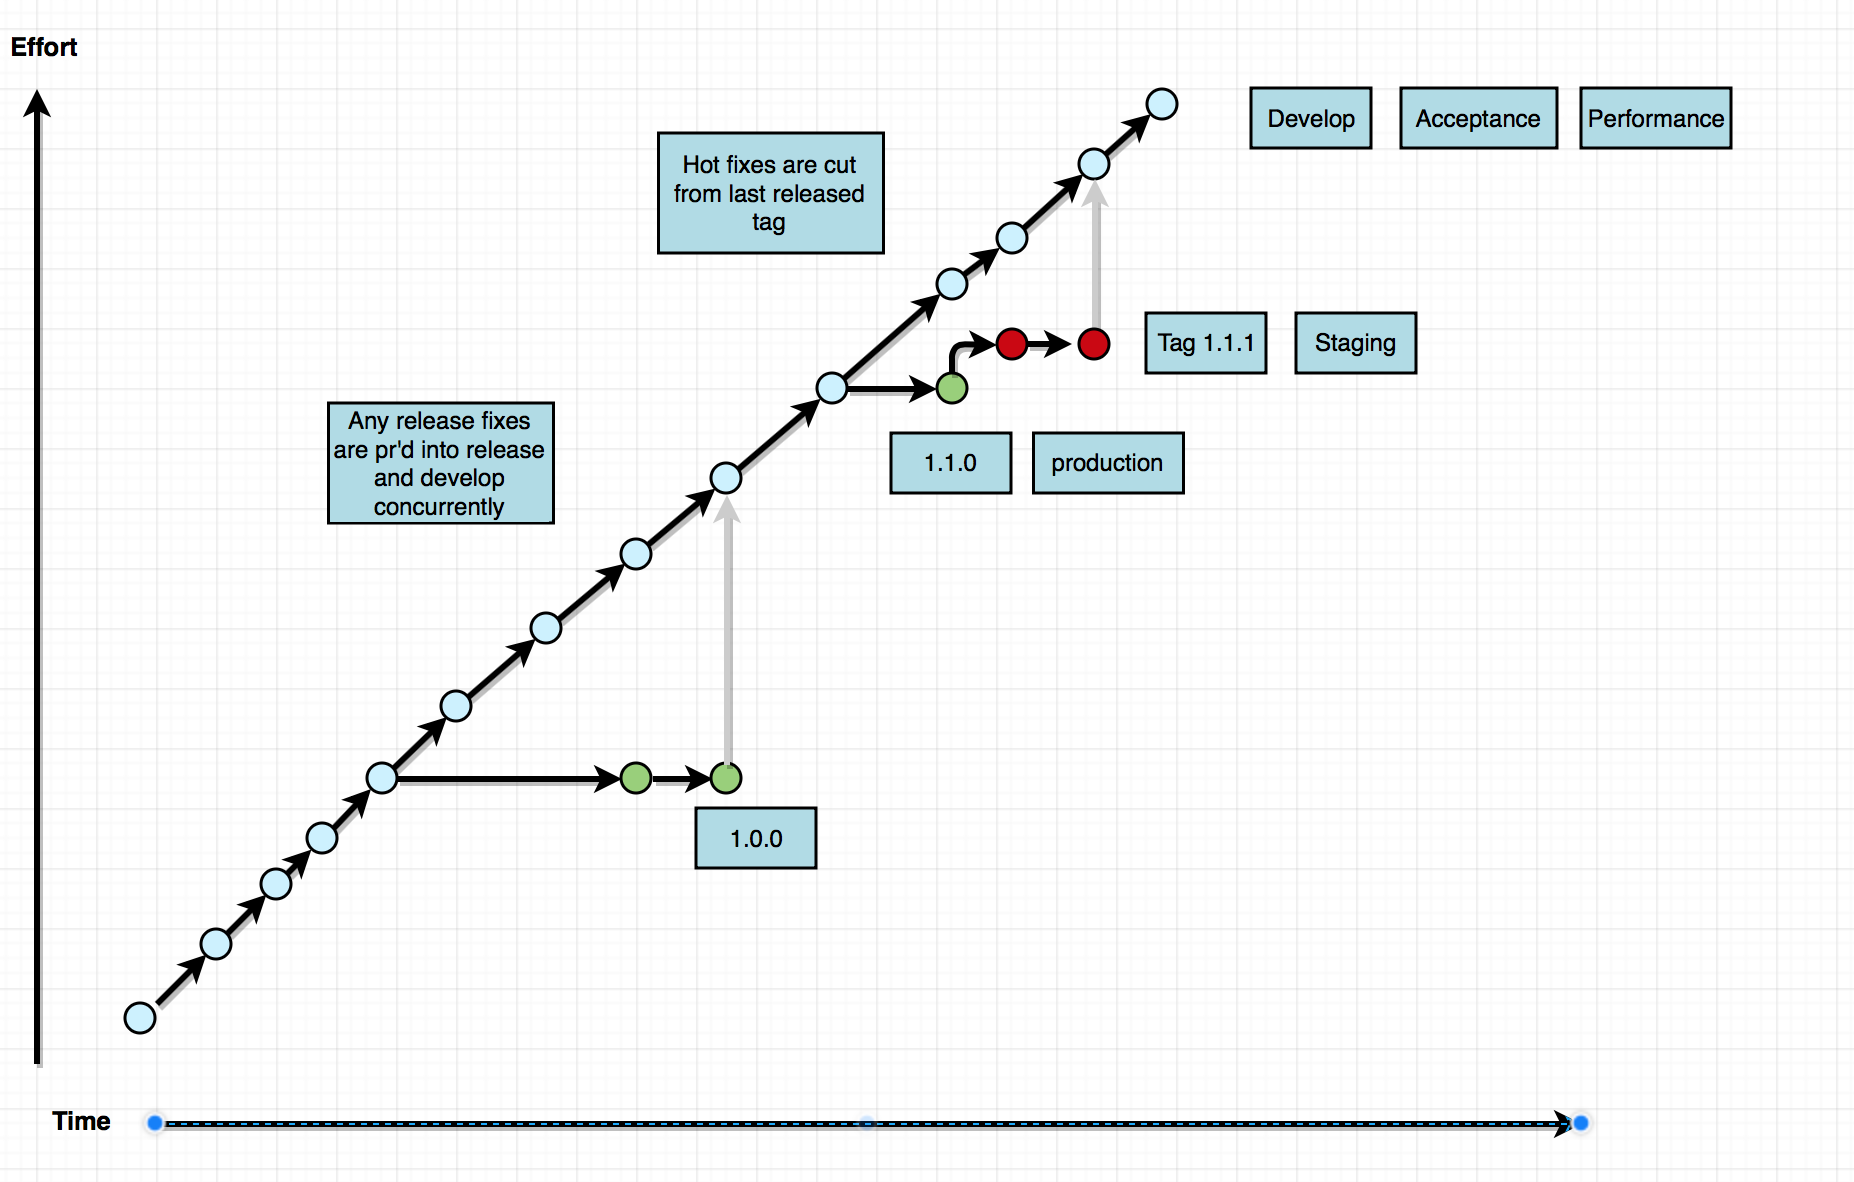 Effort
Develop
Acceptance
Performance
Hot fixes are cut
from last released
tag
Tag 1.1.1
Staging
Any release fixes
are pr'd into release
and develop
concurrently
1.1.0
production
1.0.0
Time